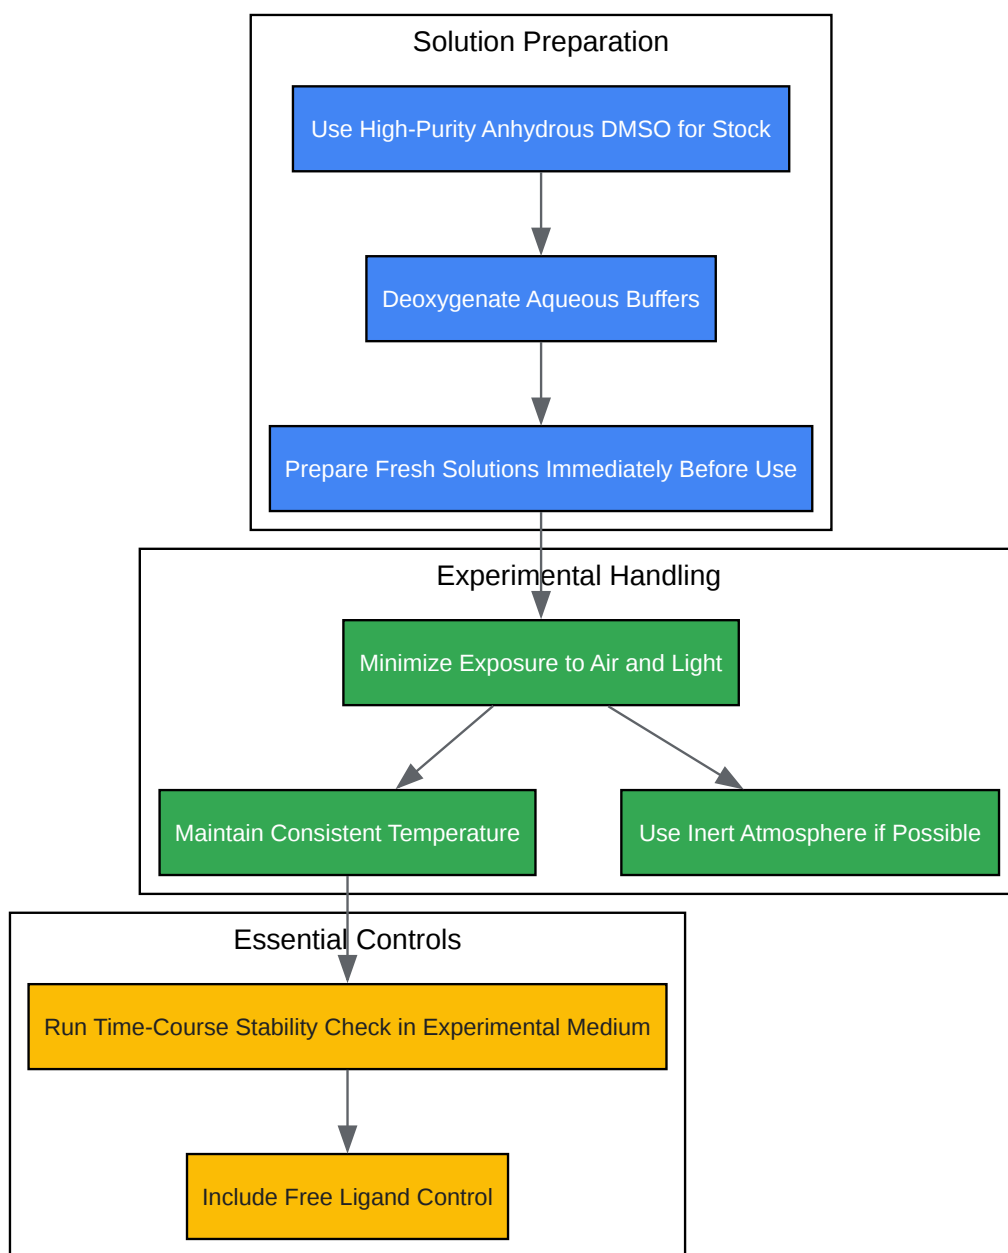 Solution Preparation
Use High-Purity Anhydrous DMSO for Stock
Deoxygenate Aqueous Buffers
Prepare Fresh Solutions Immediately Before Use
Experimental Handling
Minimize Exposure to Air and Light
Maintain Consistent Temperature
Use Inert Atmosphere if Possible
Essential Controls
Run Time-Course Stability Check in Experimental Medium
Include Free Ligand Control